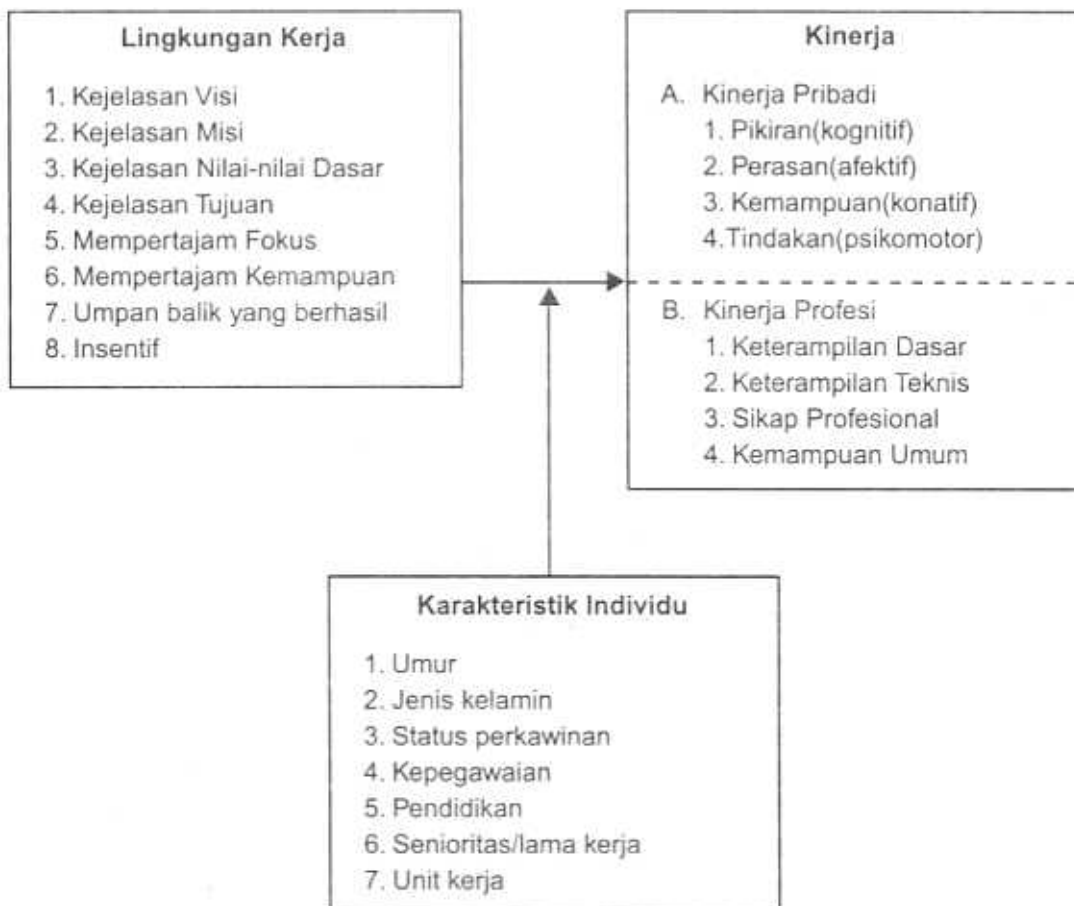 Lingkungan Kerja
1. Kejelasan Visi
2. Kejelasan Misi
3. Kejelasan Nilai-nilai Dasar
4. Kejelasan Tujuan
5. Mempertajam Fokus
6. Mempertajam Kemampuan
7. Umpan balik yang berhasil
8. Insentif
Kinerja
A. Kinerja Pribadi
1. Pikiran(kognitif)
2. Perasan(afektif)
3. Kemampuan(konatif)
4.Tindakan(psikomotor)
B. Kinerja Profesi
1. Keterampilan Dasar
2. Keterampilan Teknis
3. Sikap Profesional
4. Kemampuan Umum
Karakteristik Individu
1. Umur
2. Jenis kelamin
3. Status perkawinan
4. Kepegawaian
5. Pendidikan
6. Senioritas/lama kerja
7. Unit kerja